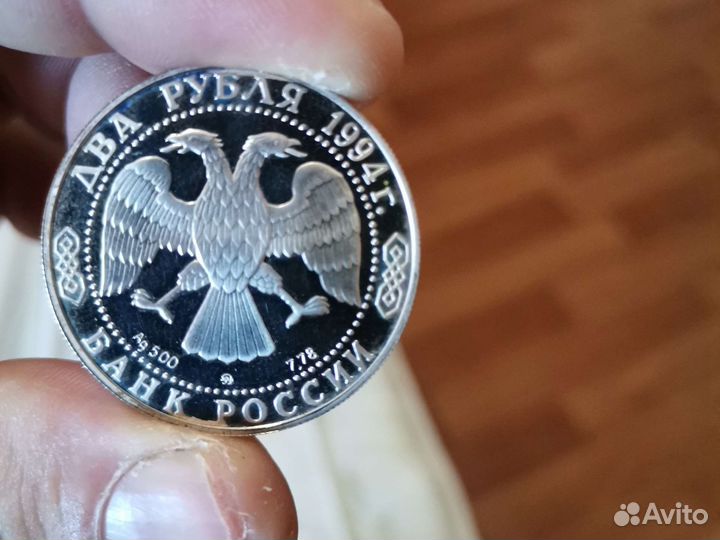 ДВА РУБЛЯ 1994 г.
Ag 500
7,78
БАНК РОССИИ
Avito